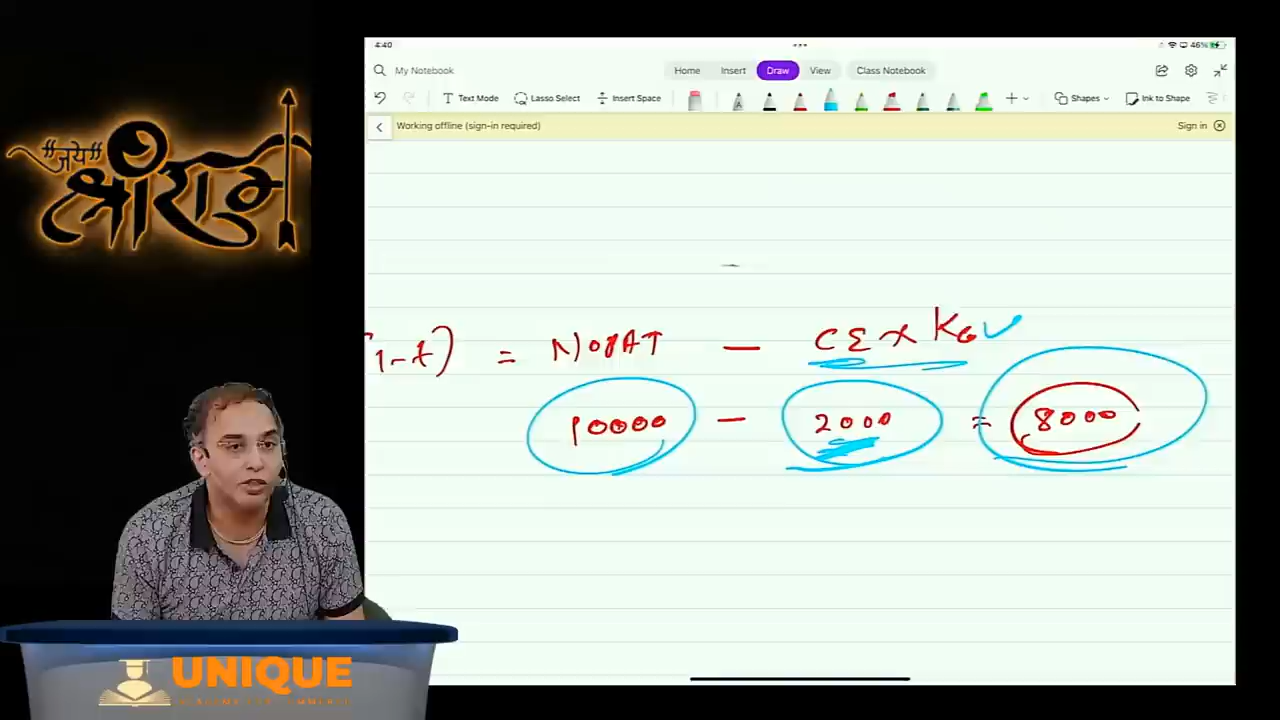 4:40
46%
My Notebook
Home Insert Draw View Class Notebook
Text Mode Lasso Select Insert Space Shapes Ink to Shape
Working offline (sign-in required)
Sign in
"जय"
श्रीराम
1-t) = NOPAT - CE x Ko
10000 - 2000 = 8000
UNIQUE